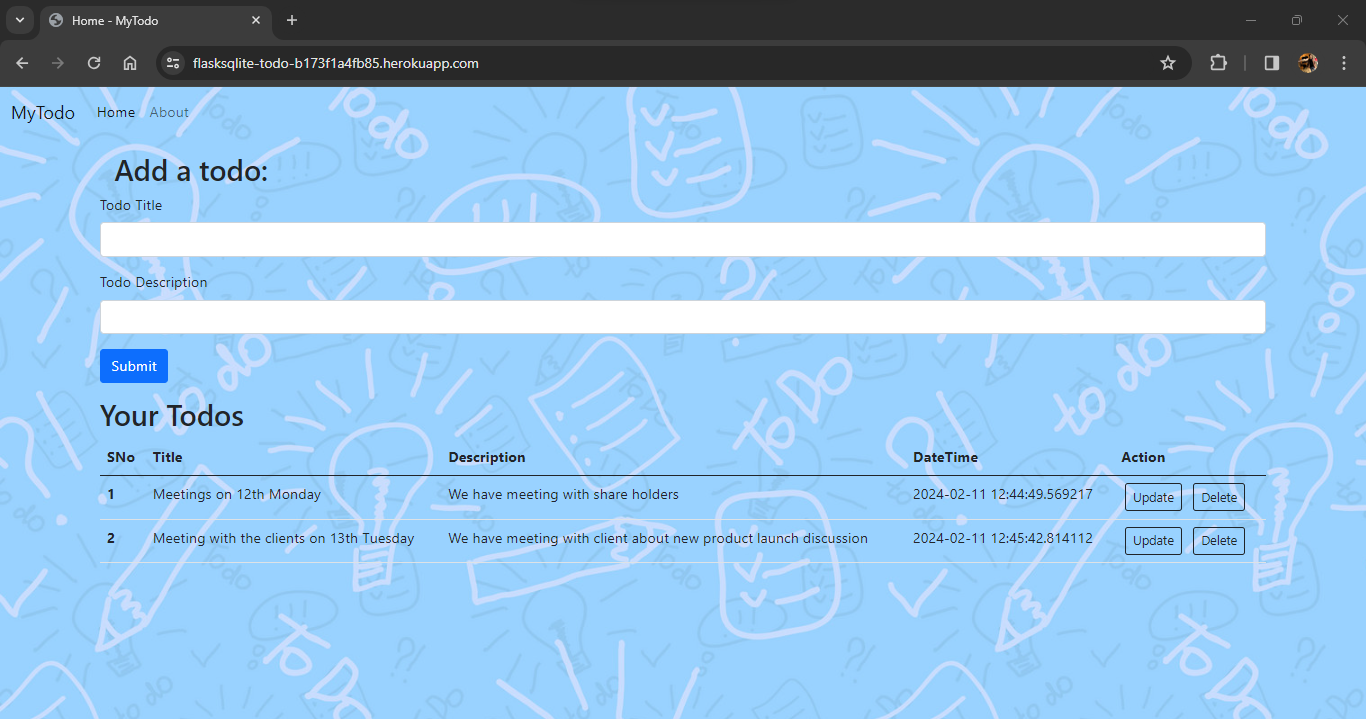 Home - MyTodo
flasksqlite-todo-b173f1a4fb85.herokuapp.com
MyTodo Home About
Add a todo:
Todo Title
Todo Description
Submit
Your Todos
SNo Title Description DateTime Action
1 Meetings on 12th Monday We have meeting with share holders 2024-02-11 12:44:49.569217 Update Delete
2 Meeting with the clients on 13th Tuesday We have meeting with client about new product launch discussion 2024-02-11 12:45:42.814112 Update Delete